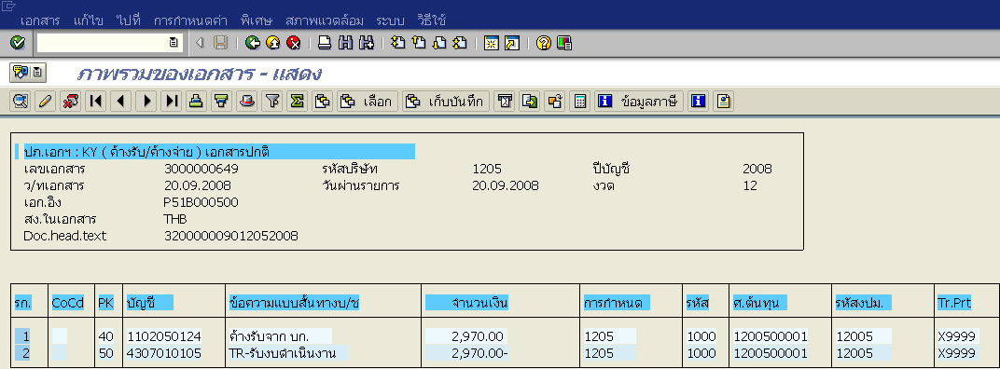 เอกสาร แก้ไข ไปที่ การกำหนดค่า พิเศษ สภาพแวดล้อม ระบบ วิธีใช้
ภาพรวมของเอกสาร - แสดง
เลือก เก็บบันทึก ข้อมูลภาษี
ปภ.เอกฯ : KY ( ค้างรับ/ค้างจ่าย ) เอกสารปกติ
เลขเอกสาร 3000000649 รหัสบริษัท 1205 ปีบัญชี 2008
ว/ทเอกสาร 20.09.2008 วันผ่านรายการ 20.09.2008 งวด 12
เอก.อิง P51B000500
สง.ในเอกสาร THB
Doc.head.text 320000009012052008
รก. CoCd PK บัญชี ข้อความแบบสั้นทางบ/ช จำนวนเงิน การกำหนด รหัส ศ.ต้นทุน รหัสงปม. Tr.Prt
1 40 1102050124 ค้างรับจาก บก. 2,970.00 1205 1000 1200500001 12005 X9999
2 50 4307010105 TR-รับงบดำเนินงาน 2,970.00- 1205 1000 1200500001 12005 X9999